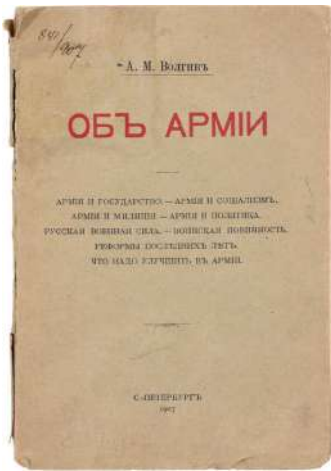 841/907
А. М. Волгинъ
ОБЪ АРМІИ
АРМІЯ И ГОСУДАРСТВО. — АРМІЯ И СОЦІАЛИЗМЪ.
АРМІЯ И МИЛИЦІЯ — АРМІЯ И ПОЛИТИКА.
РУССКАЯ ВОЕННАЯ СИЛА. — ВОИНСКАЯ ПОВИННОСТЬ.
РЕФОРМЫ ПОСЛѢДНИХЪ ЛѢТЪ.
ЧТО НАДО УЛУЧШИТЬ ВЪ АРМІИ.
С.-ПЕТЕРБУРГЪ
1907